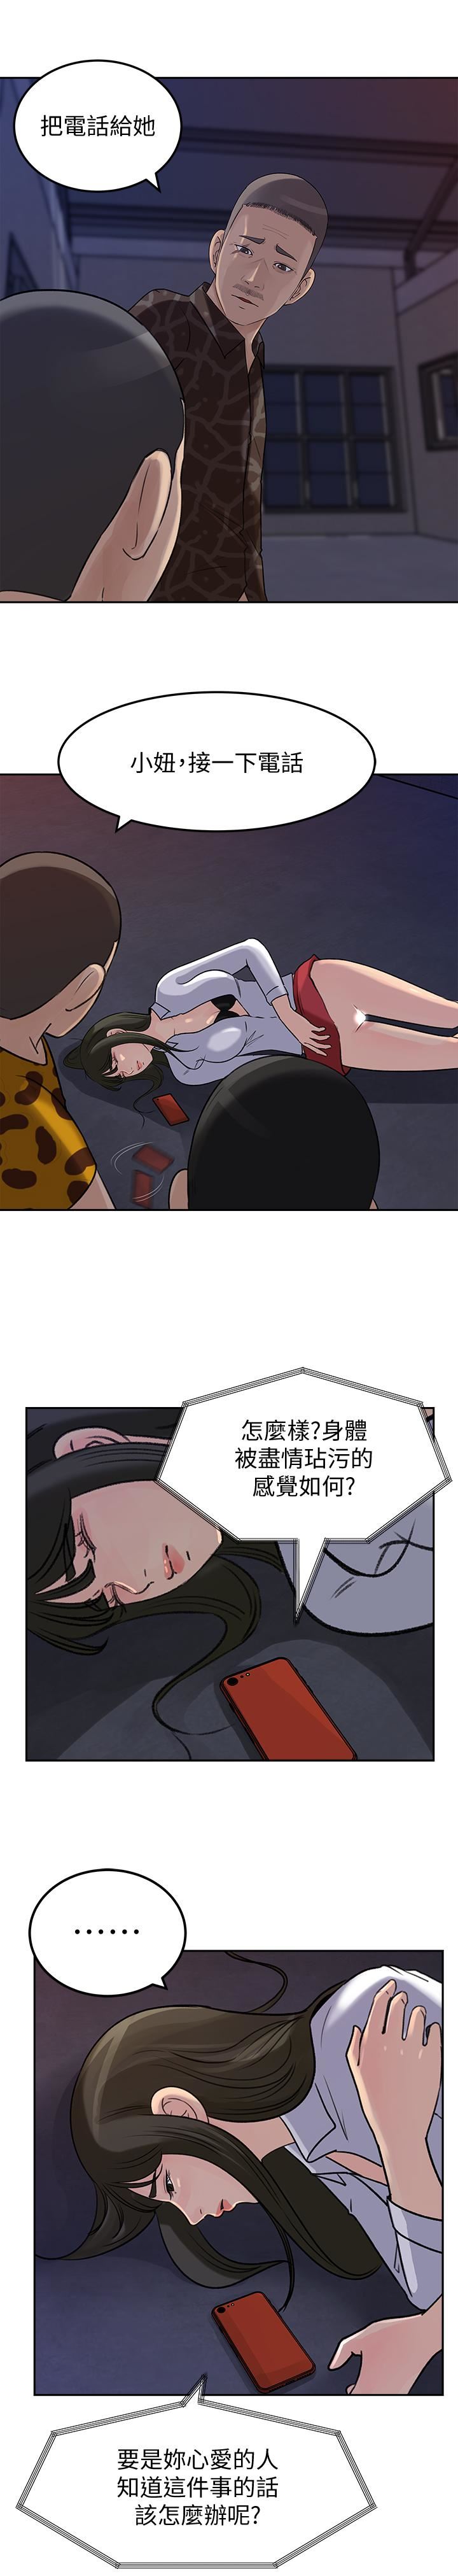 把電話給她
小妞，接一下電話
怎麼樣?身體
被盡情玷污的
感覺如何?
······
要是妳心愛的人
知道這件事的話
該怎麼辦呢?